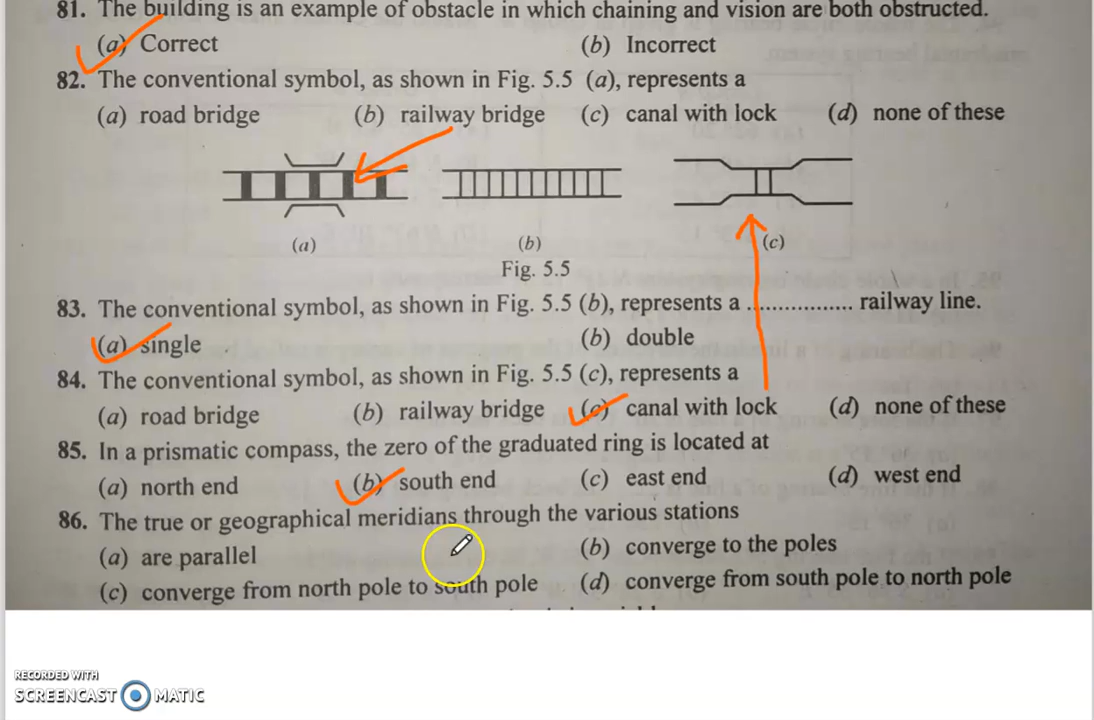 81. The building is an example of obstacle in which chaining and vision are both obstructed.
(a) Correct (b) Incorrect
82. The conventional symbol, as shown in Fig. 5.5 (a), represents a
(a) road bridge (b) railway bridge (c) canal with lock (d) none of these
(a) (b) (c)
Fig. 5.5
83. The conventional symbol, as shown in Fig. 5.5 (b), represents a ............... railway line.
(a) single (b) double
84. The conventional symbol, as shown in Fig. 5.5 (c), represents a
(a) road bridge (b) railway bridge (c) canal with lock (d) none of these
85. In a prismatic compass, the zero of the graduated ring is located at
(a) north end (b) south end (c) east end (d) west end
86. The true or geographical meridians through the various stations
(a) are parallel (b) converge to the poles
(c) converge from north pole to south pole (d) converge from south pole to north pole
RECORDED WITH
SCREENCAST MATIC